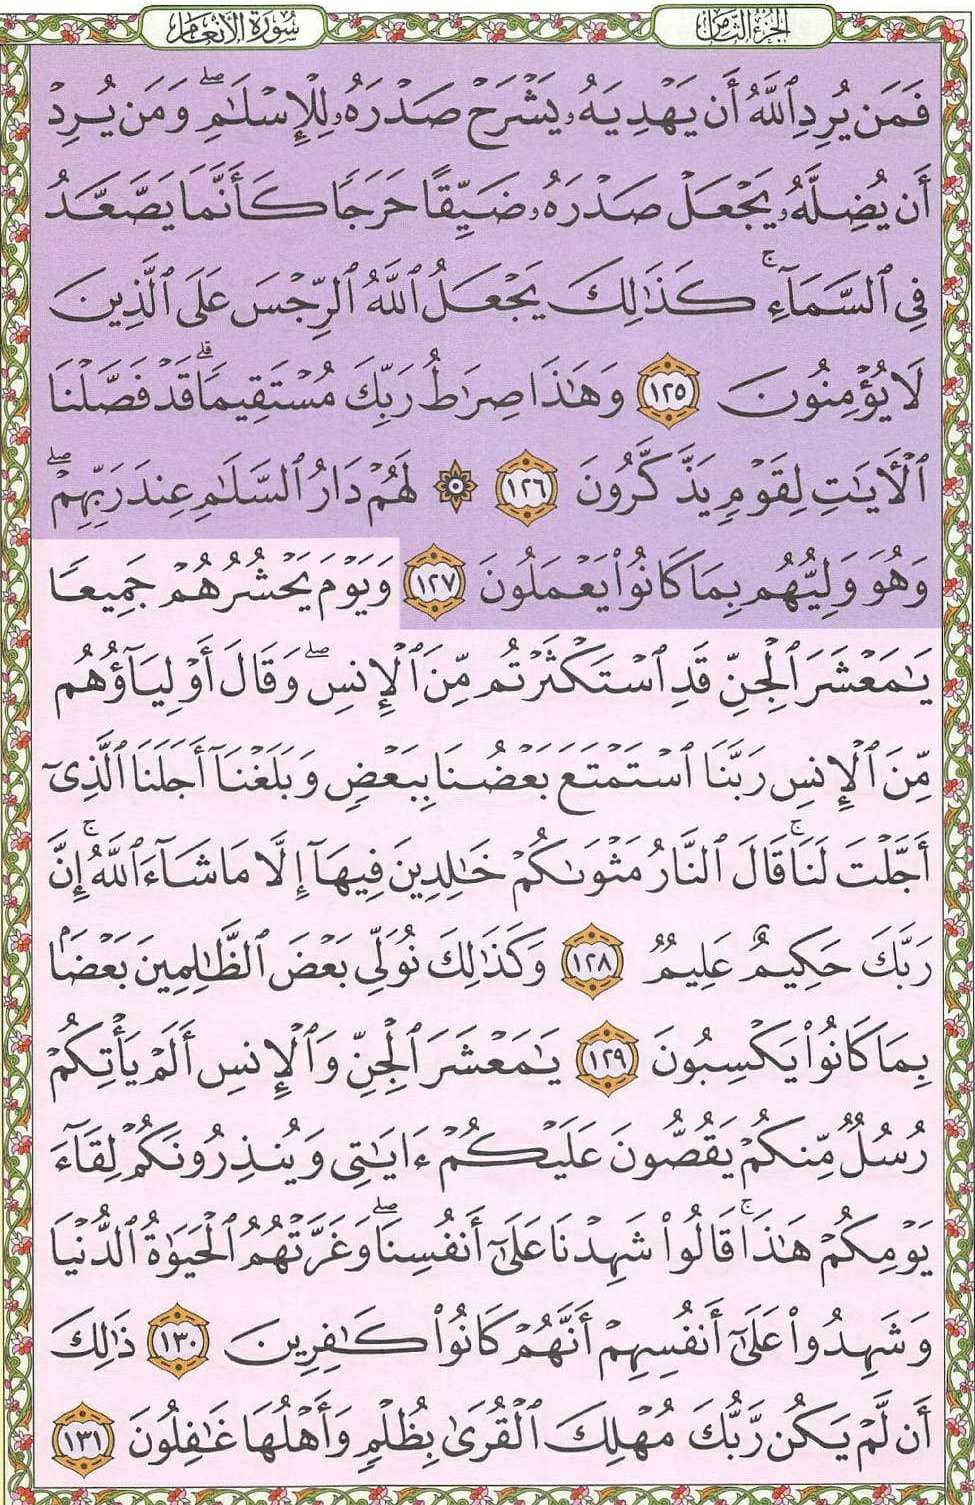 الجزء الثامن
سورة الأنعام
فَمَن يُرِدِ ٱللَّهُ أَن يَهْدِيَهُۥ يَشْرَحْ صَدْرَهُۥ لِلْإِسْلَٰمِ ۖ وَمَن يُرِدْ
أَن يُضِلَّهُۥ يَجْعَلْ صَدْرَهُۥ ضَيِّقًا حَرَجًا كَأَنَّمَا يَصَّعَّدُ
فِى ٱلسَّمَآءِ ۚ كَذَٰلِكَ يَجْعَلُ ٱللَّهُ ٱلرِّجْسَ عَلَى ٱلَّذِينَ
لَا يُؤْمِنُونَ ١٢٥ وَهَٰذَا صِرَٰطُ رَبِّكَ مُسْتَقِيمًا ۗ قَدْ فَصَّلْنَا
ٱلْأَيَٰتِ لِقَوْمٍ يَذَّكَّرُونَ ١٢٦ ۞ لَهُمْ دَارُ ٱلسَّلَٰمِ عِندَ رَبِّهِمْ ۖ
وَهُوَ وَلِيُّهُم بِمَا كَانُوا۟ يَعْمَلُونَ ١٢٧ وَيَوْمَ يَحْشُرُهُمْ جَمِيعًا
يَٰمَعْشَرَ ٱلْجِنِّ قَدِ ٱسْتَكْثَرْتُم مِّنَ ٱلْإِنسِ ۖ وَقَالَ أَوْلِيَآؤُهُم
مِّنَ ٱلْإِنسِ رَبَّنَا ٱسْتَمْتَعَ بَعْضُنَا بِبَعْضٍ وَبَلَغْنَآ أَجَلَنَا ٱلَّذِىٓ
أَجَّلْتَ لَنَا ۚ قَالَ ٱلنَّارُ مَثْوَىٰكُمْ خَٰلِدِينَ فِيهَآ إِلَّا مَا شَآءَ ٱللَّهُ ۚ إِنَّ
رَبَّكَ حَكِيمٌ عَلِيمٌ ١٢٨ وَكَذَٰلِكَ نُوَلِّى بَعْضَ ٱلظَّٰلِمِينَ بَعْضًۢا
بِمَا كَانُوا۟ يَكْسِبُونَ ١٢٩ يَٰمَعْشَرَ ٱلْجِنِّ وَٱلْإِنسِ أَلَمْ يَأْتِكُمْ
رُسُلٌ مِّنكُمْ يَقُصُّونَ عَلَيْكُمْ ءَايَٰتِى وَيُنذِرُونَكُمْ لِقَآءَ
يَوْمِكُمْ هَٰذَا ۚ قَالُوا۟ شَهِدْنَا عَلَىٰٓ أَنفُسِنَا ۖ وَغَرَّتْهُمُ ٱلْحَيَوٰةُ ٱلدُّنْيَا
وَشَهِدُوا۟ عَلَىٰٓ أَنفُسِهِمْ أَنَّهُمْ كَانُوا۟ كَٰفِرِينَ ١٣٠ ذَٰلِكَ
أَن لَّمْ يَكُن رَّبُّكَ مُهْلِكَ ٱلْقُرَىٰ بِظُلْمٍ وَأَهْلُهَا غَٰفِلُونَ ١٣١